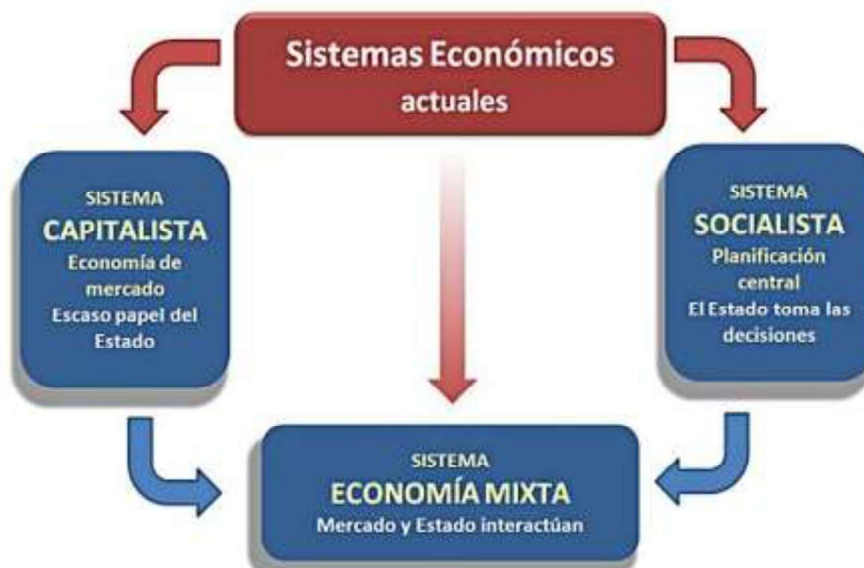 Sistemas Económicos
actuales
SISTEMA
CAPITALISTA
Economía de
mercado
Escaso papel del
Estado
SISTEMA
SOCIALISTA
Planificación
central
El Estado toma las
decisiones
SISTEMA
ECONOMÍA MIXTA
Mercado y Estado interactúan